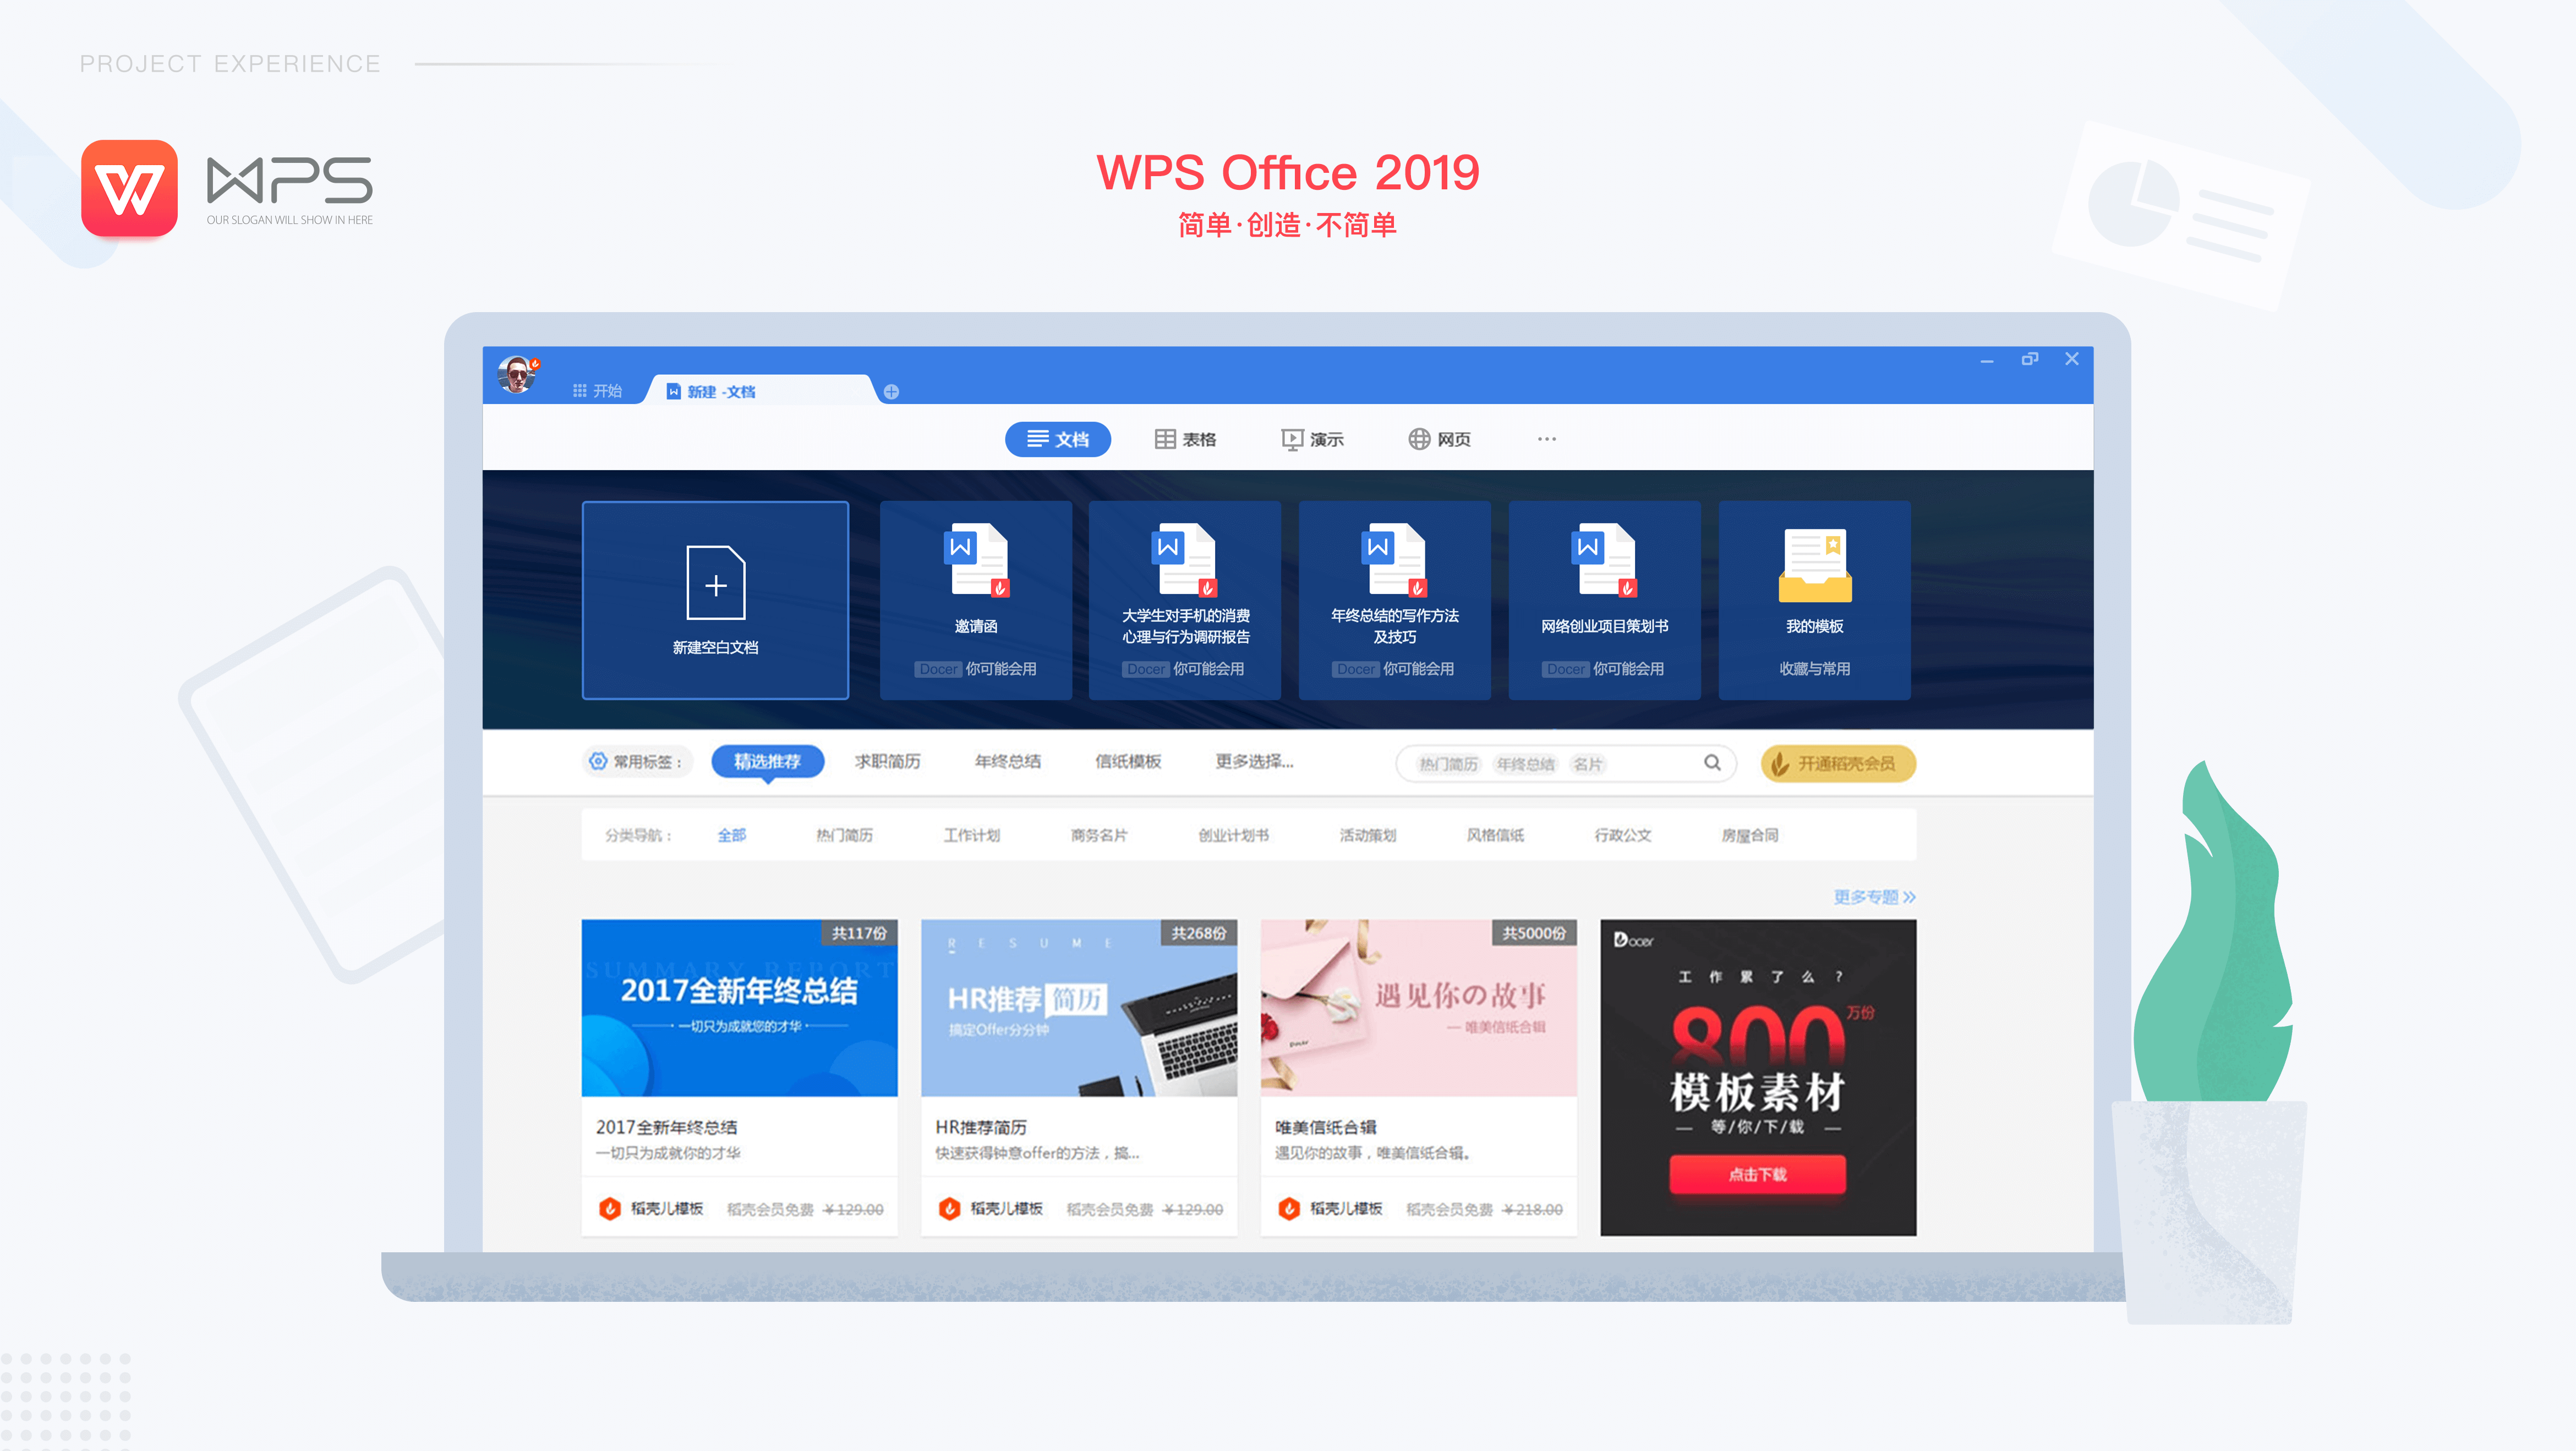 PROJECT EXPERIENCE
WPS
OUR SLOGAN WILL SHOW IN HERE
WPS Office 2019
简单·创造·不简单
开始
新建 -文档
文档
表格
演示
网页
···
新建空白文档
邀请函
Docer 你可能会用
大学生对手机的消费
心理与行为调研报告
Docer 你可能会用
年终总结的写作方法
及技巧
Docer 你可能会用
网络创业项目策划书
Docer 你可能会用
我的模板
收藏与常用
常用标签：
精选推荐
求职简历
年终总结
信纸模板
更多选择...
热门简历
年终总结
名片
开通稻壳会员
分类导航：
全部
热门简历
工作计划
商务名片
创业计划书
活动策划
风格信纸
行政公文
房屋合同
更多专题
共117份
SUMMARY REPORT
2017全新年终总结
一切只为成就您的才华
2017全新年终总结
一切只为成就你的才华
稻壳儿模板
稻壳会员免费 ￥129.00
共268份
RESUME
HR推荐 简历
搞定Offer分分钟
HR推荐简历
快速获得钟意offer的方法，搞...
稻壳儿模板
稻壳会员免费 ￥129.00
共5000份
遇见你の故事
— 唯美信纸合辑
Docer
唯美信纸合辑
遇见你的故事，唯美信纸合辑。
稻壳儿模板
稻壳会员免费 ￥218.00
Docer
工作累了么？
800万份
模板素材
— 等/你/下/载 —
点击下载